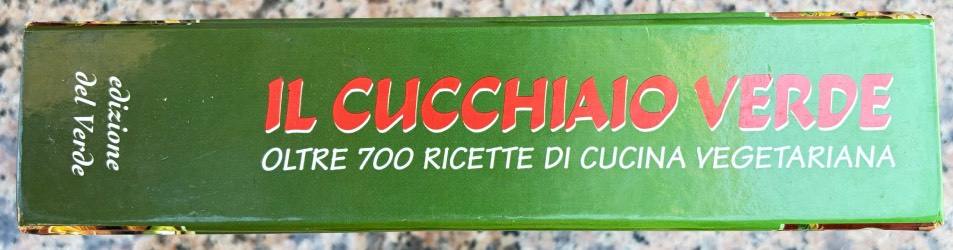 IL CUCCHIAIO VERDE
OLTRE 700 RICETTE DI CUCINA VEGETARIANA
edizione
del Verde